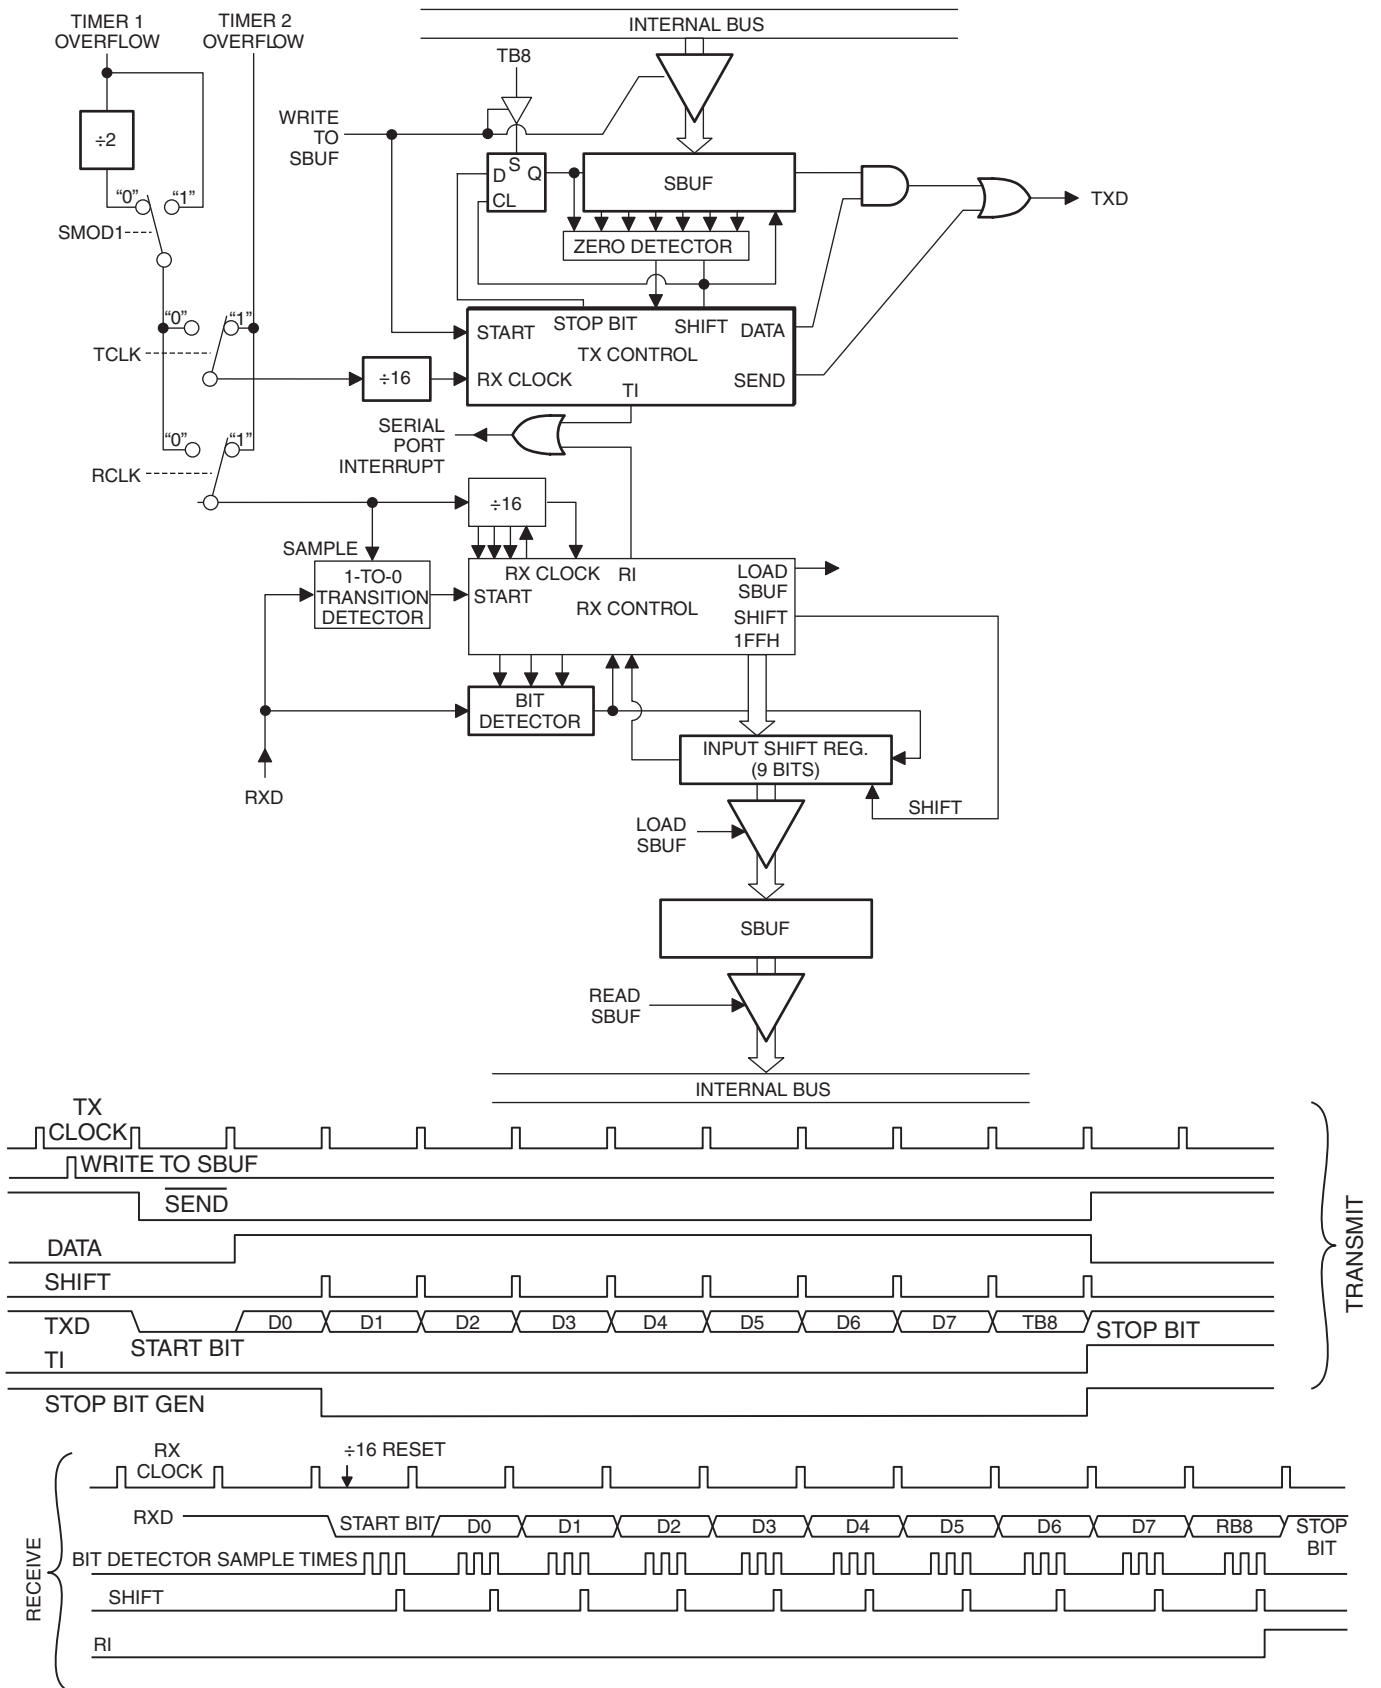 TIMER 1
OVERFLOW
TIMER 2
OVERFLOW
INTERNAL BUS
TB8
WRITE
TO
SBUF
÷2
"0"
"1"
SMOD1
D
S
Q
CL
SBUF
TXD
ZERO DETECTOR
"0"
"1"
TCLK
START
STOP BIT
SHIFT
DATA
TX CONTROL
÷16
RX CLOCK
TI
SEND
SERIAL
PORT
INTERRUPT
"0"
"1"
RCLK
÷16
SAMPLE
1-TO-0
TRANSITION
DETECTOR
RX CLOCK
RI
LOAD
SBUF
START
RX CONTROL
SHIFT
1FFH
BIT
DETECTOR
INPUT SHIFT REG.
(9 BITS)
RXD
SHIFT
LOAD
SBUF
SBUF
READ
SBUF
INTERNAL BUS
TX
CLOCK
WRITE TO SBUF
SEND
DATA
SHIFT
TXD
START BIT
D0
D1
D2
D3
D4
D5
D6
D7
TB8
STOP BIT
TI
STOP BIT GEN
TRANSMIT
RX
CLOCK
÷16 RESET
RXD
START BIT
D0
D1
D2
D3
D4
D5
D6
D7
RB8
STOP
BIT
BIT DETECTOR SAMPLE TIMES
SHIFT
RI
RECEIVE